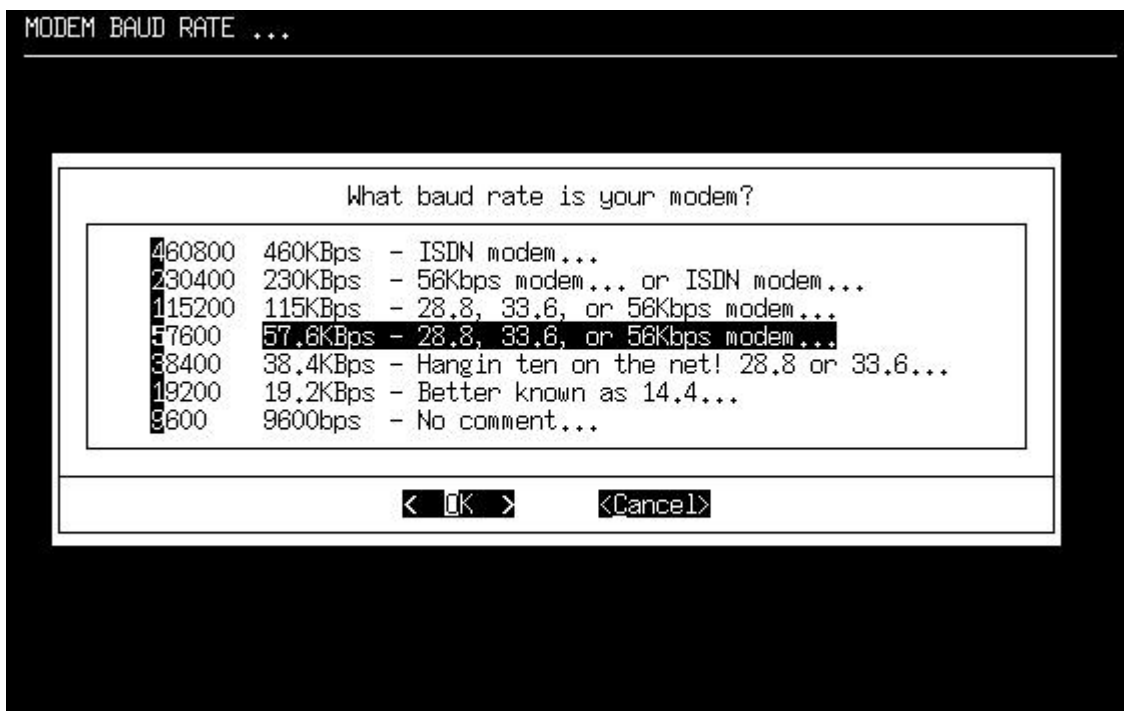 MODEM BAUD RATE ...
What baud rate is your modem?
460800 460KBps - ISDN modem...
230400 230KBps - 56Kbps modem... or ISDN modem...
115200 115KBps - 28.8, 33.6, or 56Kbps modem...
57600 57.6KBps - 28.8, 33.6, or 56Kbps modem...
38400 38.4KBps - Hangin ten on the net! 28.8 or 33.6...
19200 19.2KBps - Better known as 14.4...
9600 9600bps - No comment...
< OK > <Cancel>